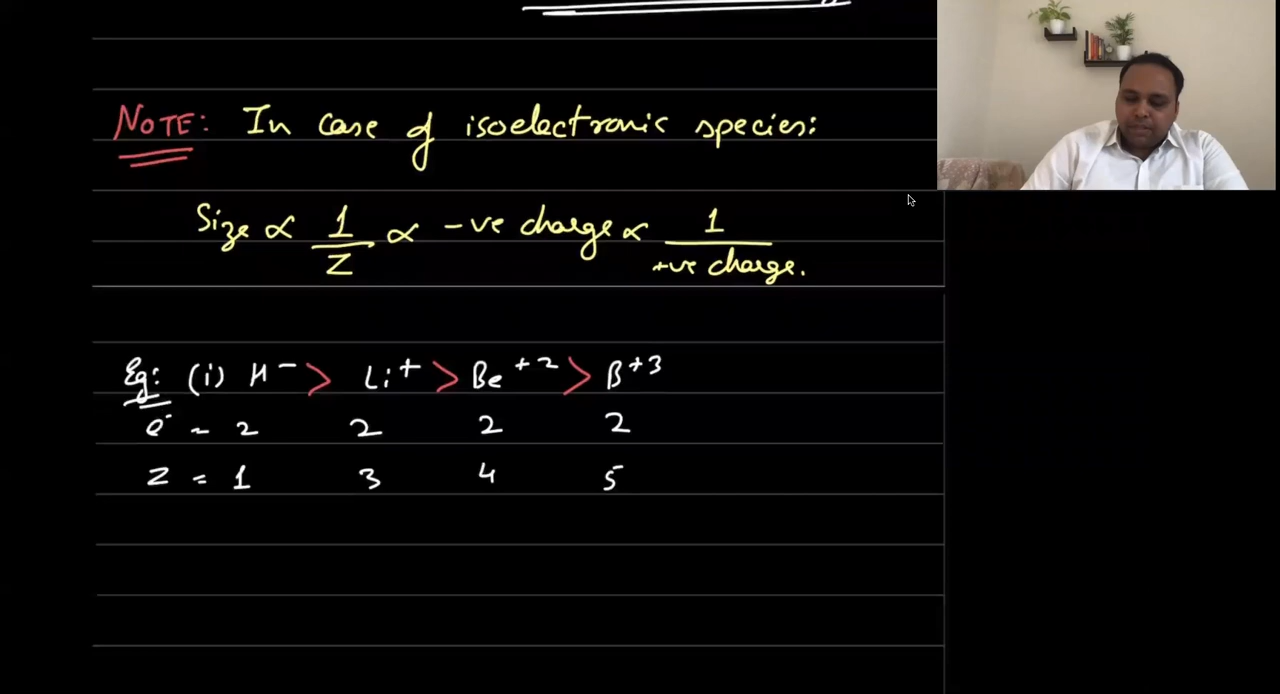 NOTE: In case of isoelectronic species:
Size ∝ 1/Z ∝ -ve charge ∝ 1/+ve charge.
Eg: (i) H⁻ > Li⁺ > Be⁺² > B⁺³
e⁻ = 2 2 2 2
Z = 1 3 4 5